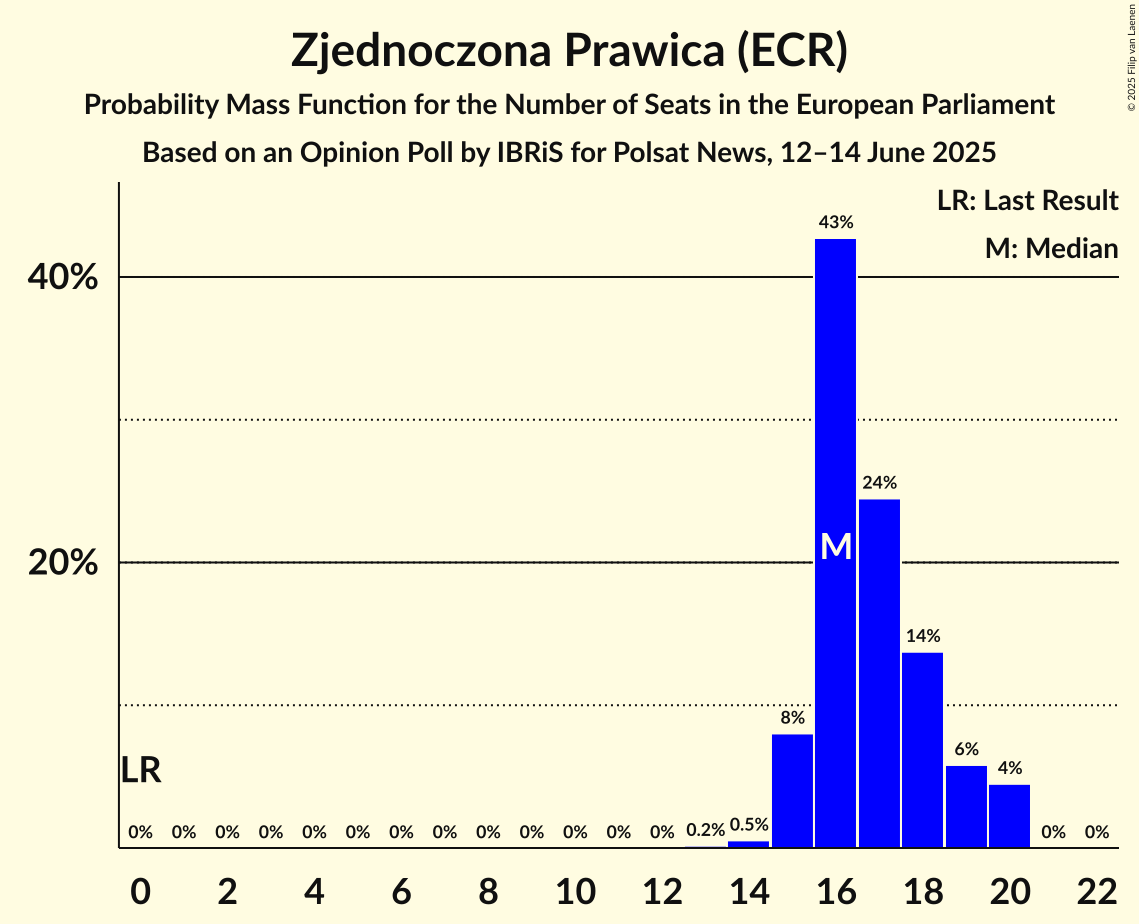 Zjednoczona Prawica (ECR)
Probability Mass Function for the Number of Seats in the European Parliament
Based on an Opinion Poll by IBRiS for Polsat News, 12–14 June 2025
© 2025 Filip van Laenen
LR: Last Result
M: Median
43%
40%
24%
M
20%
14%
8%
6%
4%
LR
0% 0% 0% 0% 0% 0% 0% 0% 0% 0% 0% 0% 0% 0.2% 0.5% 0% 0%
0 2 4 6 8 10 12 14 16 18 20 22